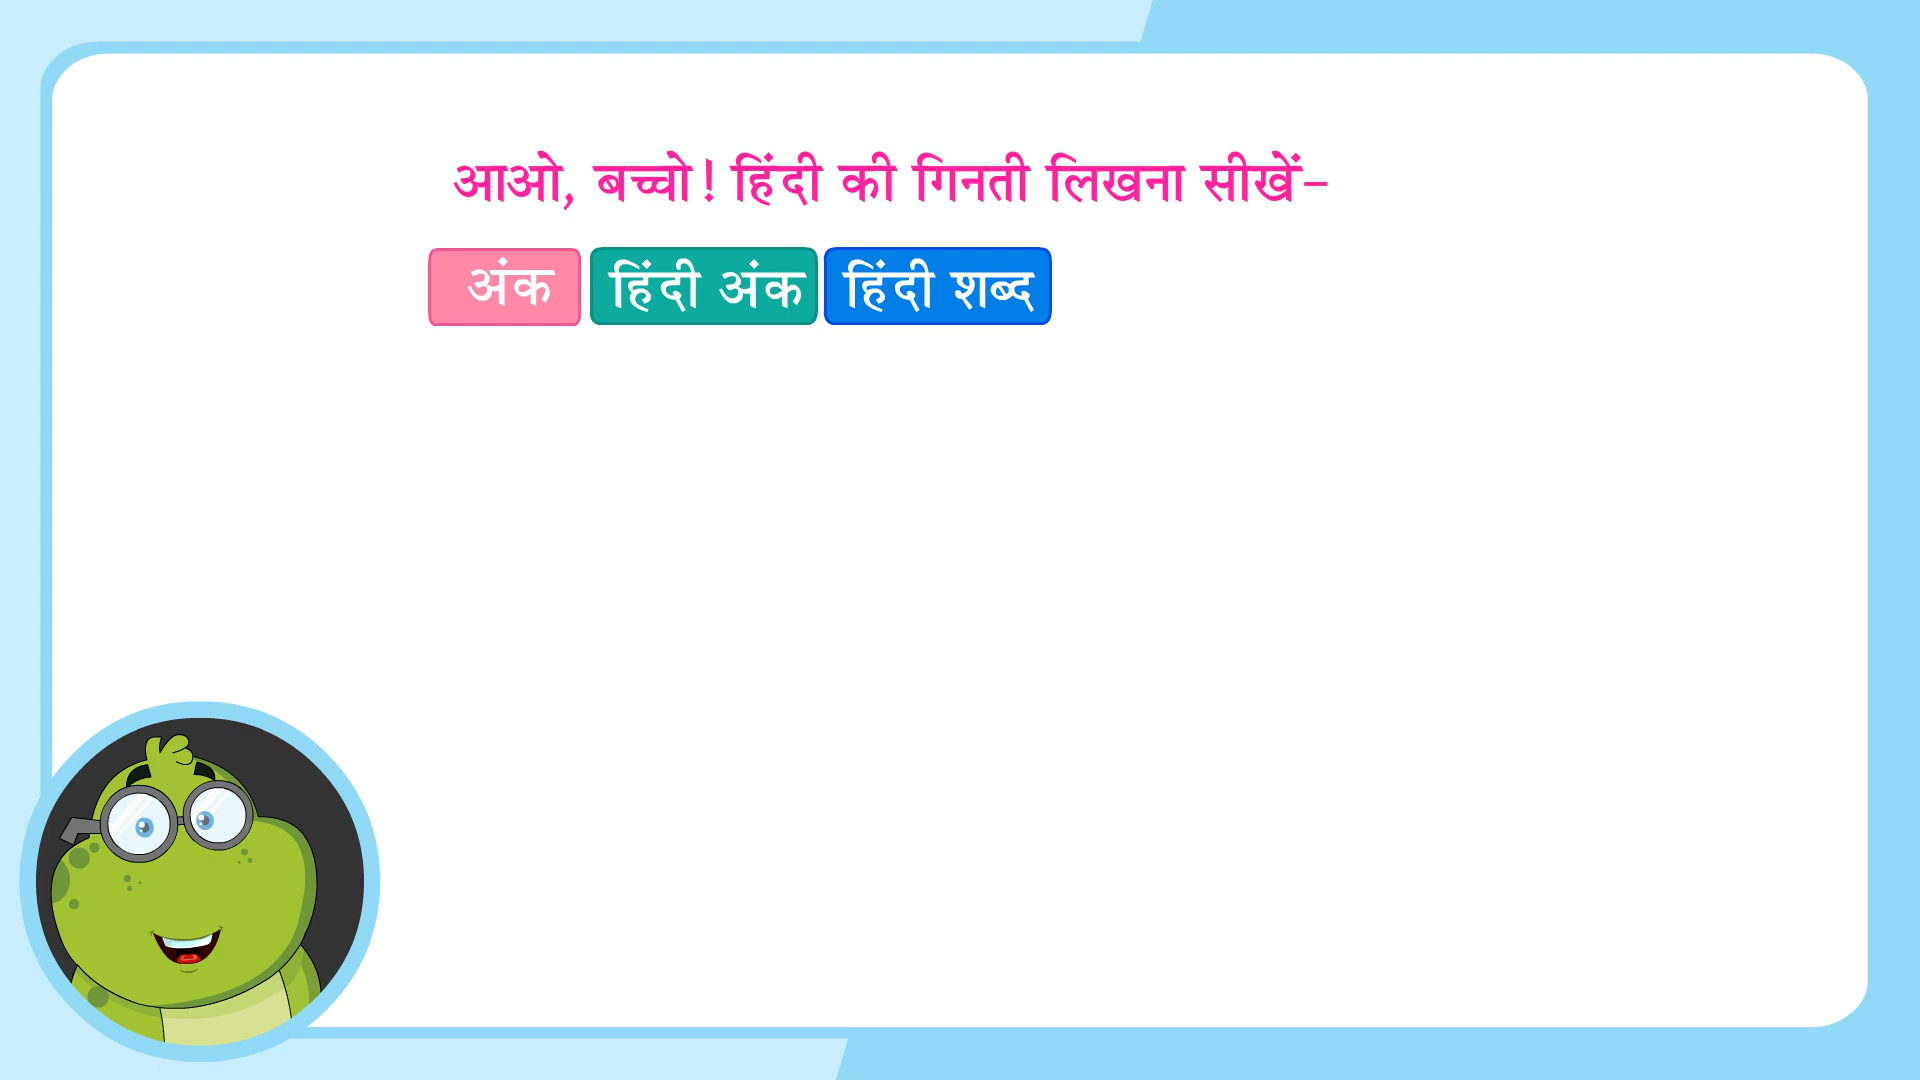 आओ, बच्चो! हिंदी की गिनती लिखना सीखें–
अंक हिंदी अंक हिंदी शब्द